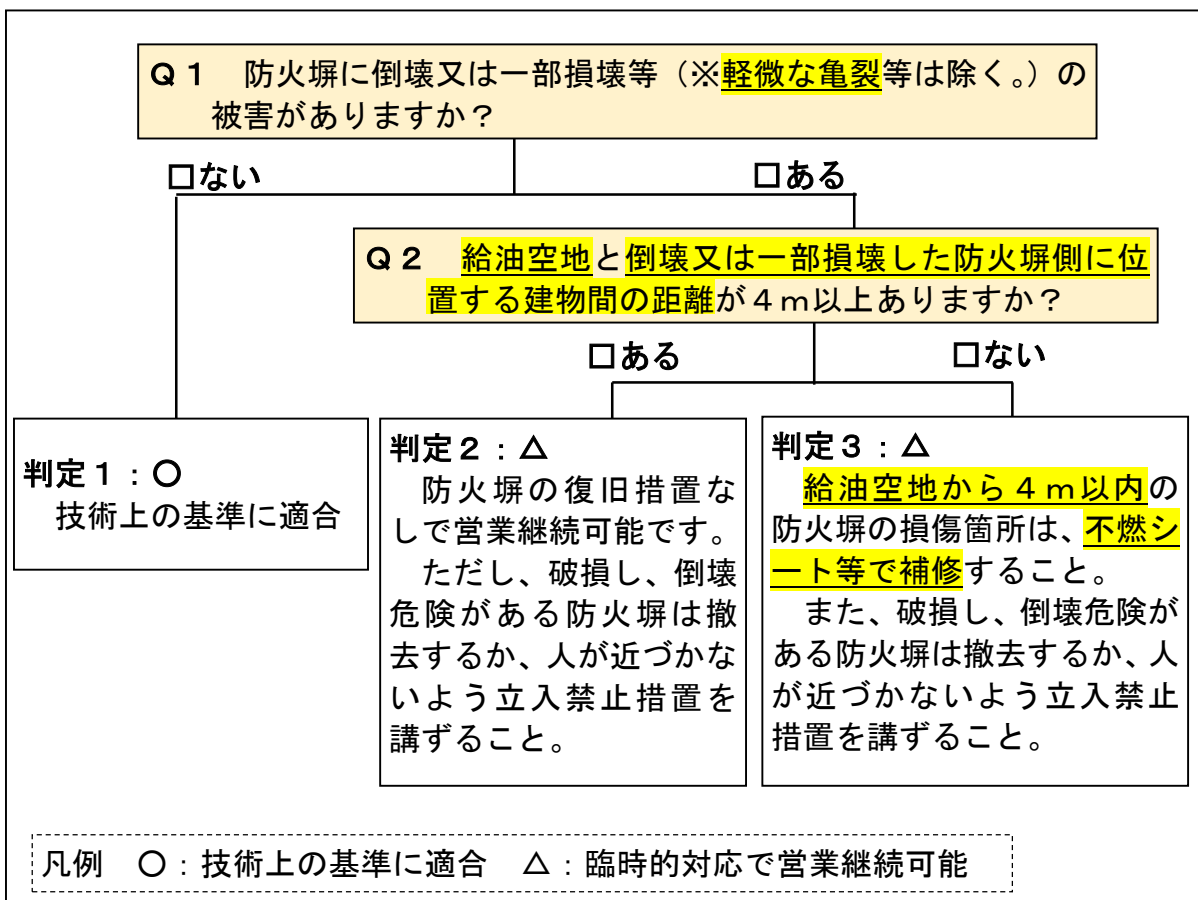 Q1 防火塀に倒壊又は一部損壊等（※軽微な亀裂等は除く。）の
被害がありますか？
□ない
□ある
Q2 給油空地と倒壊又は一部損壊した防火塀側に位
置する建物間の距離が４ｍ以上ありますか？
□ある
□ない
判定１：○
技術上の基準に適合
判定２：△
防火塀の復旧措置な
しで営業継続可能です。
ただし、破損し、倒壊
危険がある防火塀は撤
去するか、人が近づかな
いよう立入禁止措置を
講ずること。
判定３：△
給油空地から４ｍ以内の
防火塀の損傷箇所は、不燃シ
ート等で補修すること。
また、破損し、倒壊危険が
ある防火塀は撤去するか、人
が近づかないよう立入禁止
措置を講ずること。
凡例 ○：技術上の基準に適合 △：臨時的対応で営業継続可能